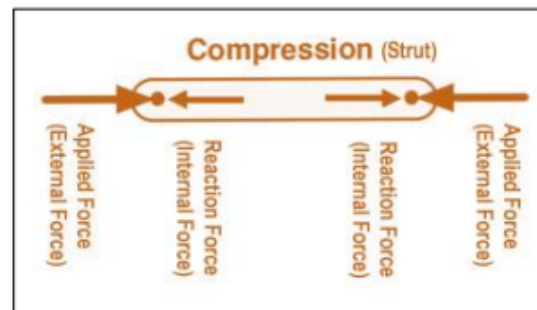 Compression (Strut)
Applied Force
(External Force)
Reaction Force
(Internal Force)
Reaction Force
(Internal Force)
Applied Force
(External Force)